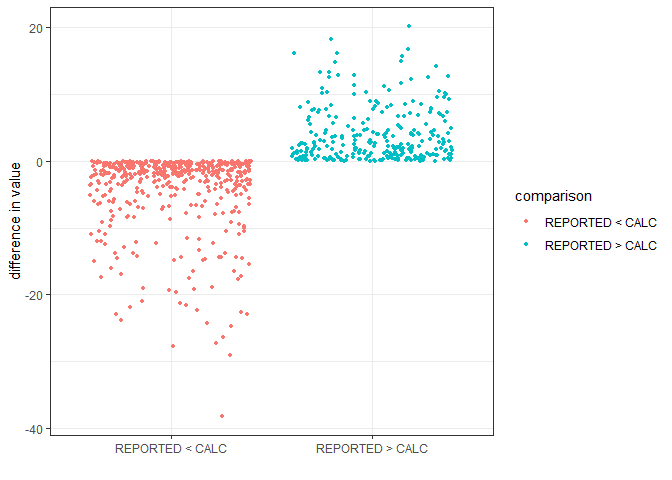 20
0
-20
-40
difference in value
REPORTED < CALC
REPORTED > CALC
comparison
REPORTED < CALC
REPORTED > CALC